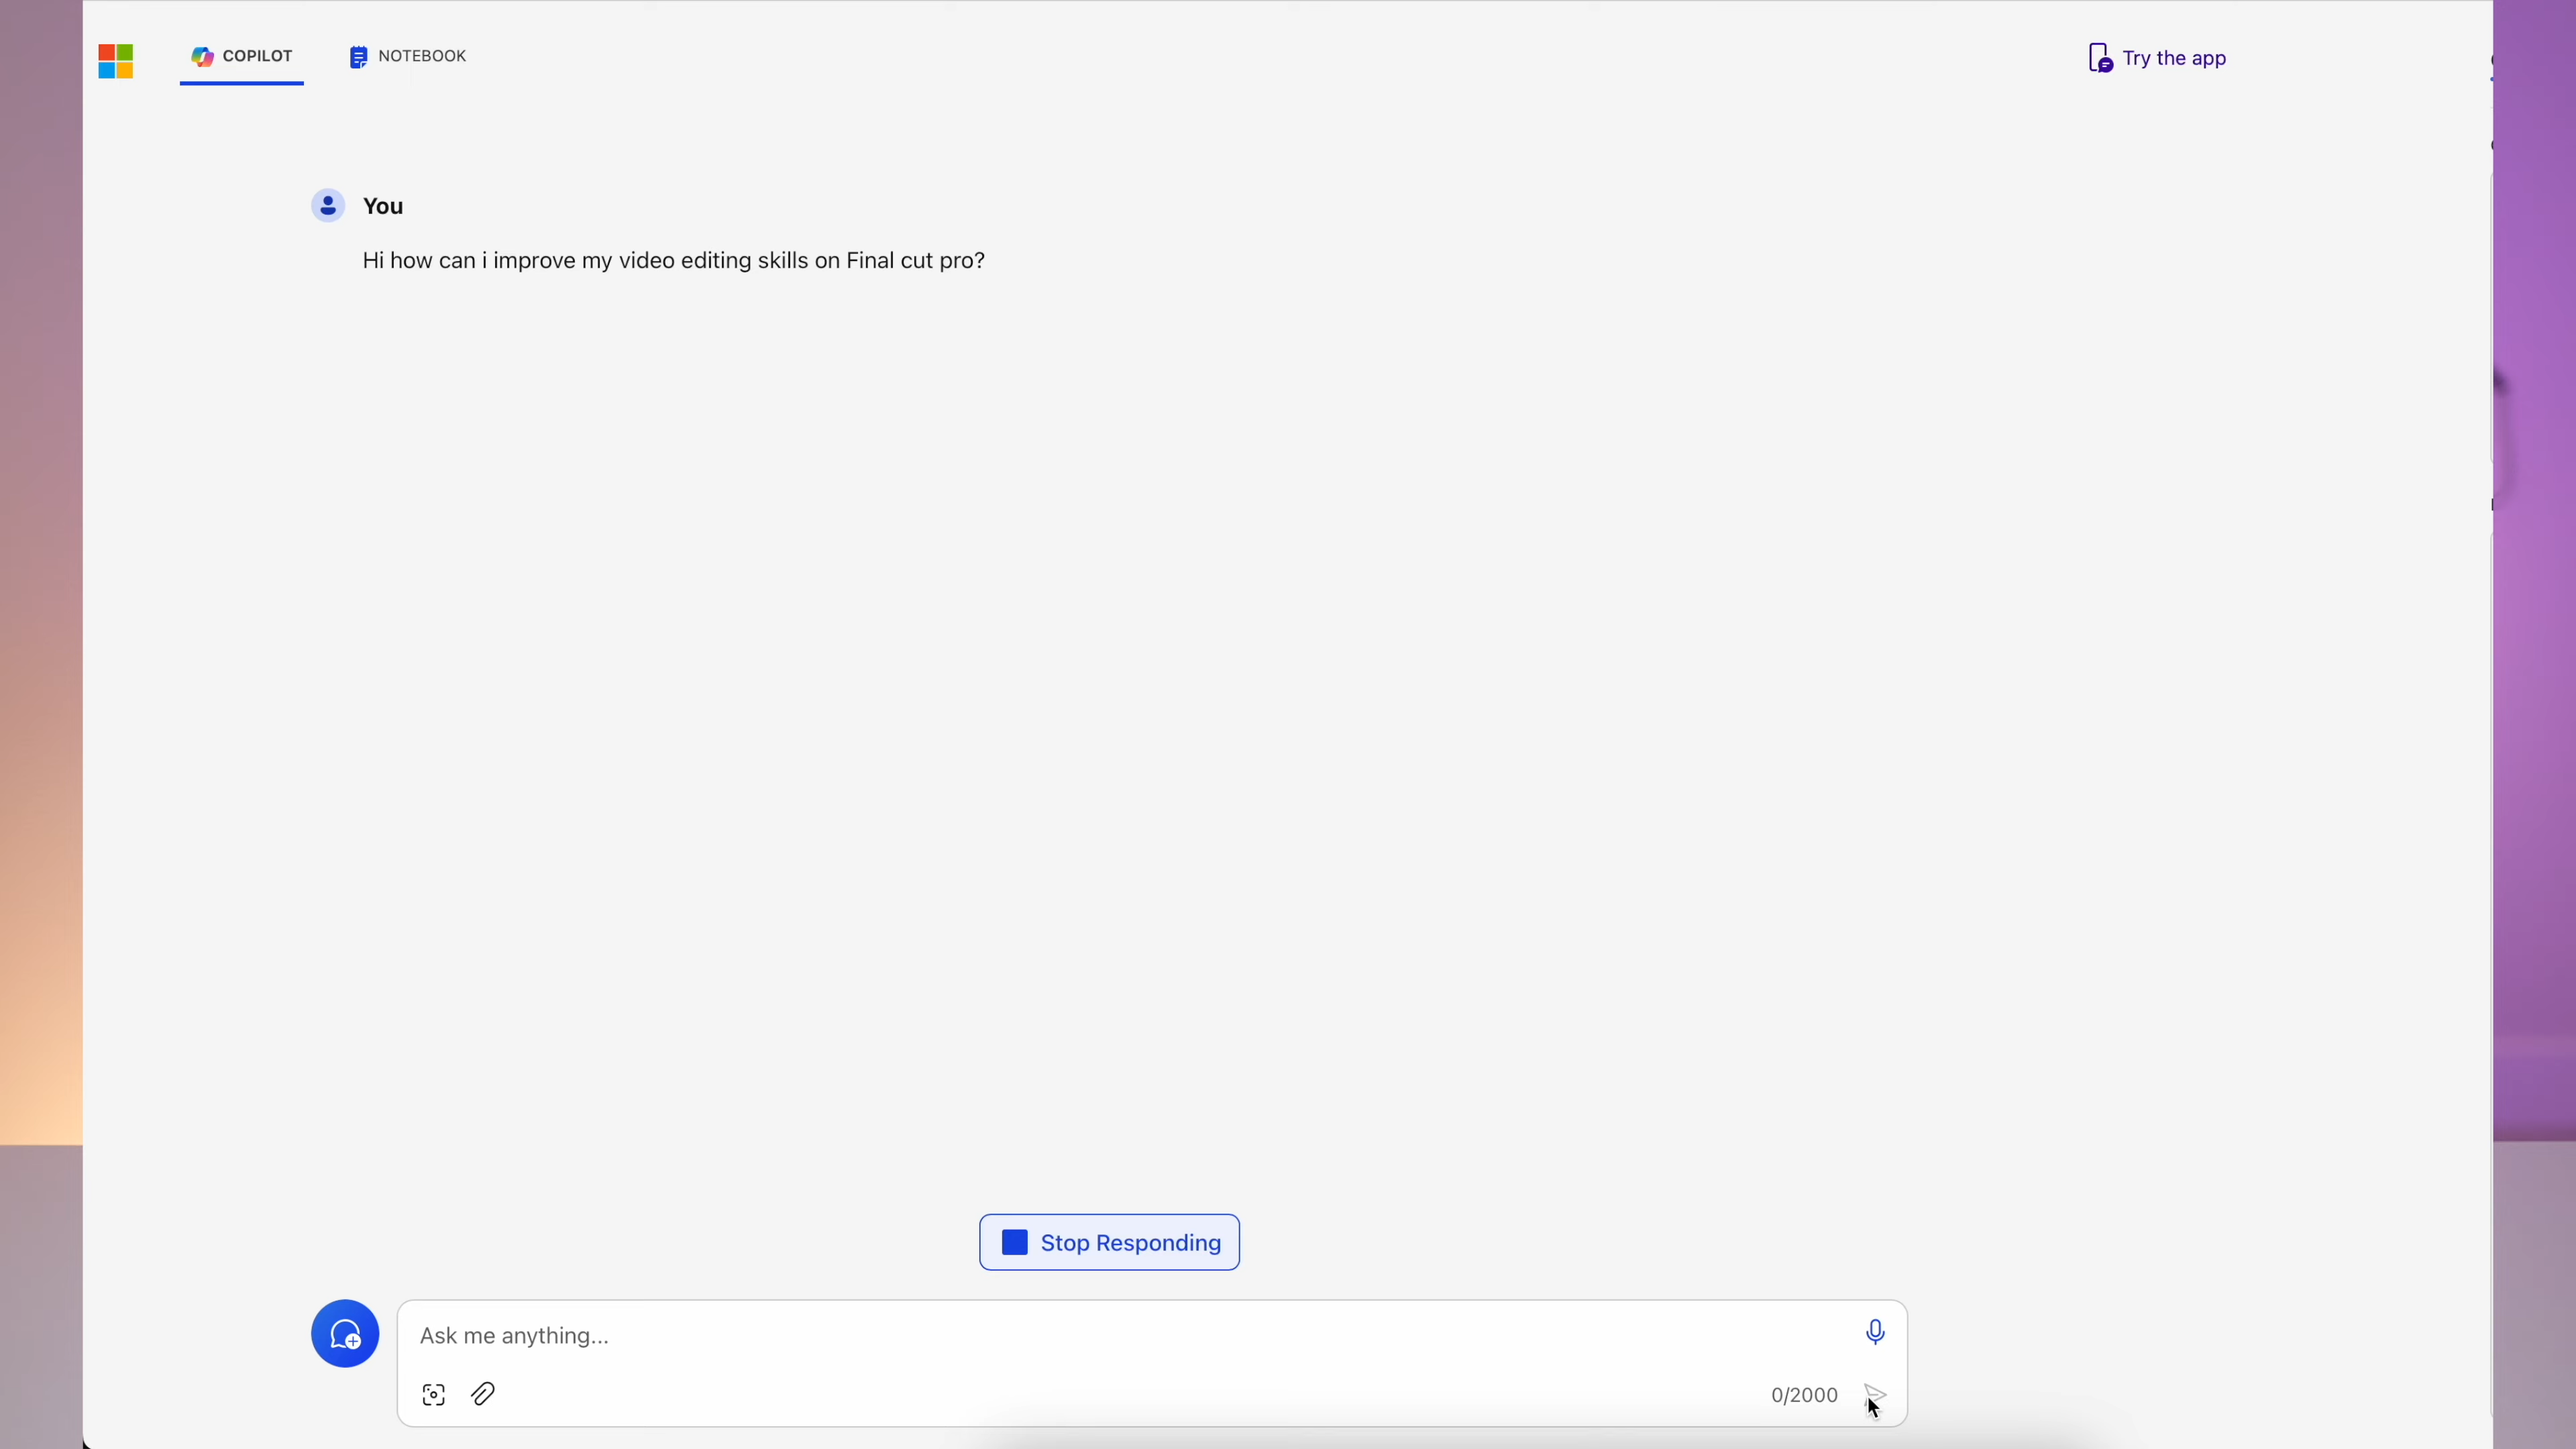 COPILOT
NOTEBOOK
Try the app
You
Hi how can i improve my video editing skills on Final cut pro?
Stop Responding
Ask me anything...
0/2000